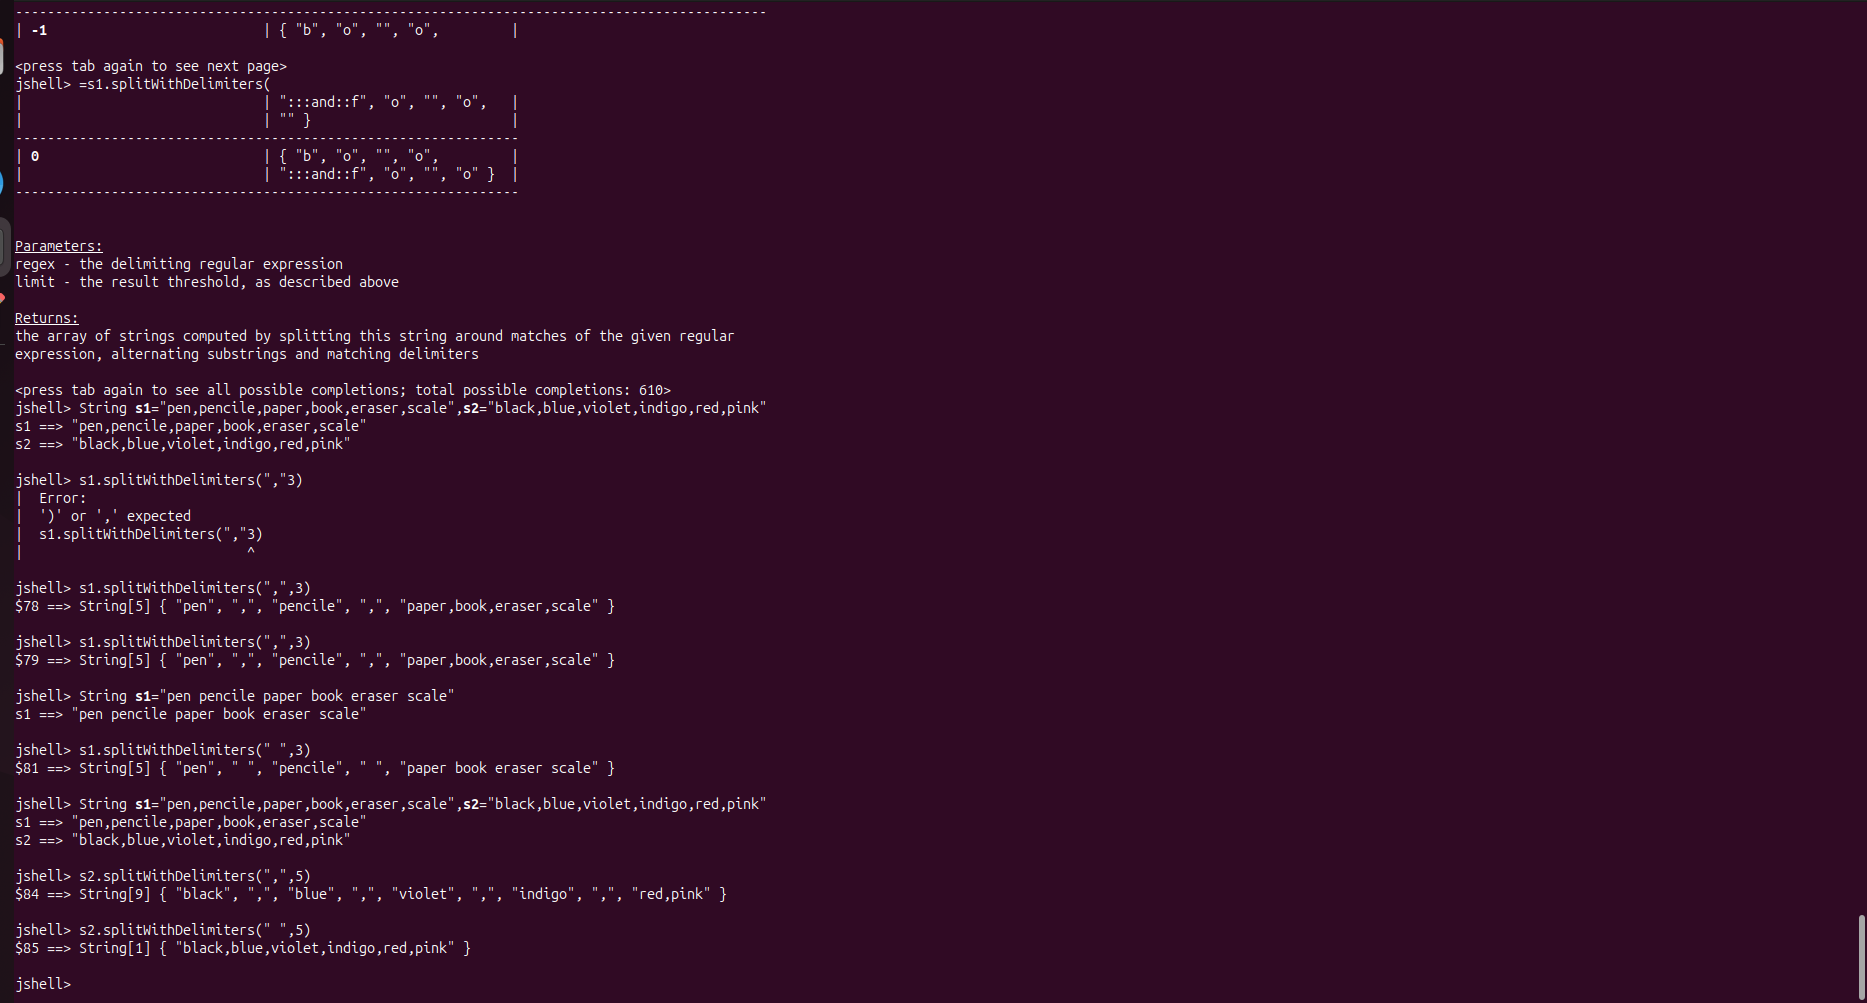 ----------------------------------------------------------------------------------------------
| -1                           | { "b", "o", "", "o",         |

<press tab again to see next page>
jshell> =s1.splitWithDelimiters(
|                              | ":::and::f", "o", "", "o",   |
|                              | "" }                         |
---------------------------------------------------------------
| 0                            | { "b", "o", "", "o",         |
|                              | ":::and::f", "o", "", "o" }  |
---------------------------------------------------------------

Parameters:
regex - the delimiting regular expression
limit - the result threshold, as described above

Returns:
the array of strings computed by splitting this string around matches of the given regular
expression, alternating substrings and matching delimiters

<press tab again to see all possible completions; total possible completions: 610>
jshell> String s1="pen,pencile,paper,book,eraser,scale",s2="black,blue,violet,indigo,red,pink"
s1 ==> "pen,pencile,paper,book,eraser,scale"
s2 ==> "black,blue,violet,indigo,red,pink"

jshell> s1.splitWithDelimiters(","3)
|  Error:
|  ')' or ',' expected
|  s1.splitWithDelimiters(","3)
|                            ^

jshell> s1.splitWithDelimiters(",",3)
$78 ==> String[5] { "pen", ",", "pencile", ",", "paper,book,eraser,scale" }

jshell> s1.splitWithDelimiters(",",3)
$79 ==> String[5] { "pen", ",", "pencile", ",", "paper,book,eraser,scale" }

jshell> String s1="pen pencile paper book eraser scale"
s1 ==> "pen pencile paper book eraser scale"

jshell> s1.splitWithDelimiters(" ",3)
$81 ==> String[5] { "pen", " ", "pencile", " ", "paper book eraser scale" }

jshell> String s1="pen,pencile,paper,book,eraser,scale",s2="black,blue,violet,indigo,red,pink"
s1 ==> "pen,pencile,paper,book,eraser,scale"
s2 ==> "black,blue,violet,indigo,red,pink"

jshell> s2.splitWithDelimiters(",",5)
$84 ==> String[9] { "black", ",", "blue", ",", "violet", ",", "indigo", ",", "red,pink" }

jshell> s2.splitWithDelimiters(" ",5)
$85 ==> String[1] { "black,blue,violet,indigo,red,pink" }

jshell>